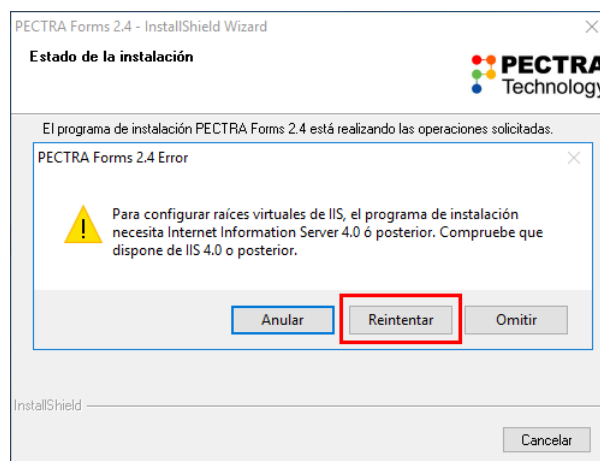 PECTRA Forms 2.4 - InstallShield Wizard
Estado de la instalación
PECTRA
Technology
El programa de instalación PECTRA Forms 2.4 está realizando las operaciones solicitadas.
PECTRA Forms 2.4 Error
Para configurar raíces virtuales de IIS, el programa de instalación
necesita Internet Information Server 4.0 ó posterior. Compruebe que
dispone de IIS 4.0 o posterior.
Anular
Reintentar
Omitir
InstallShield
Cancelar